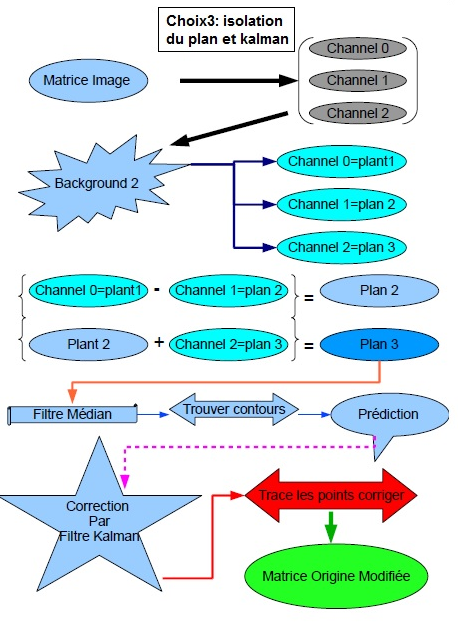 Choix3: isolation
du plan et kalman
Matrice Image
Channel 0
Channel 1
Channel 2
Background 2
Channel 0=plant1
Channel 1=plan 2
Channel 2=plan 3
Channel 0=plant1 - Channel 1=plan 2 = Plan 2
Plant 2 + Channel 2=plan 3 = Plan 3
Filtre Médian
Trouver contours
Prédiction
Correction
Par
Filtre Kalman
Trace les points corriger
Matrice Origine Modifiée